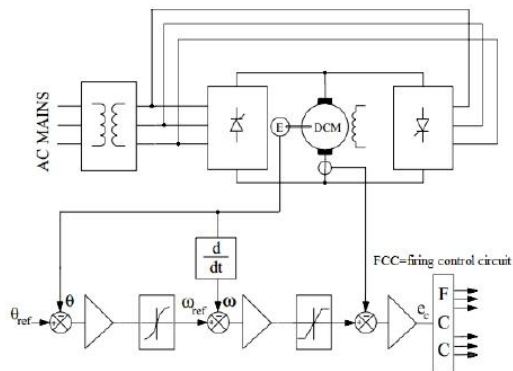 AC MAINS
E
DCM
d
dt
FCC=firing control circuit
θref
θ
ωref
ω
ec
F
C
C